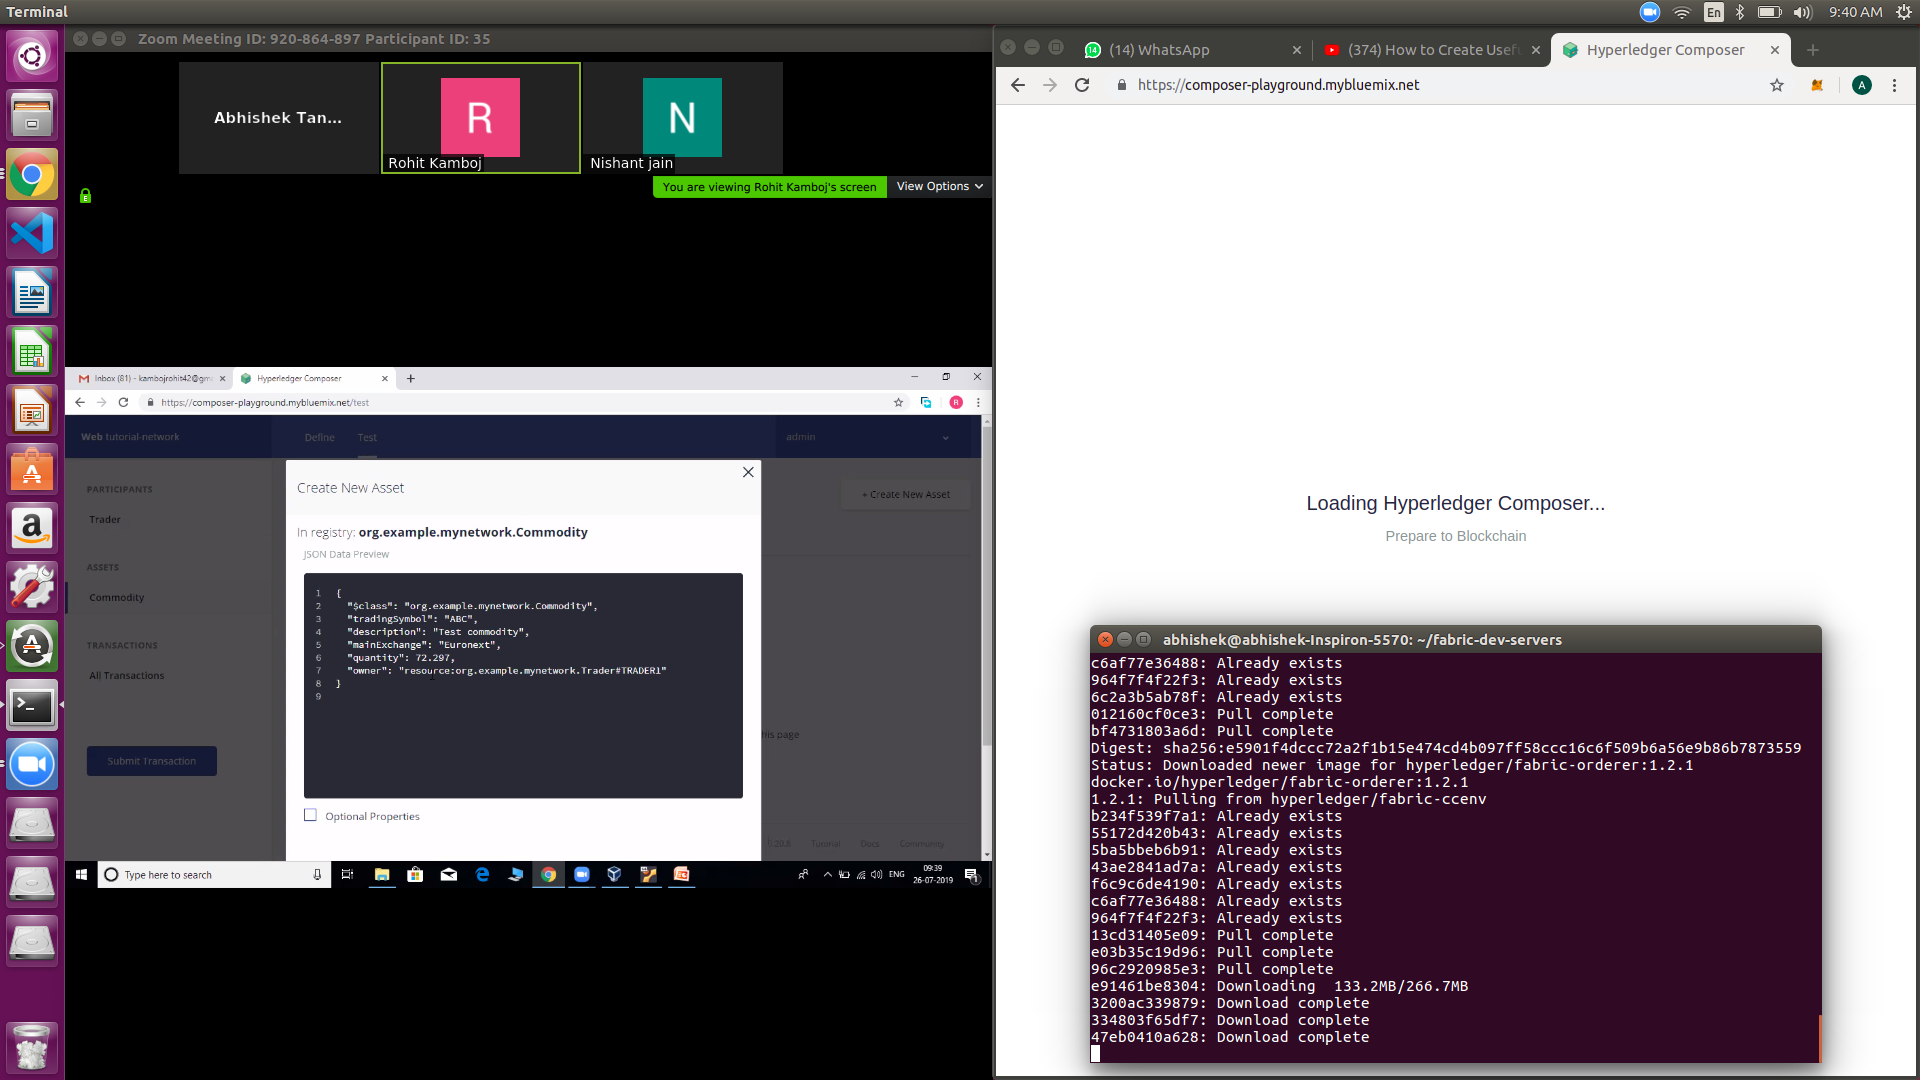 Terminal
En
9:40 AM
Zoom Meeting ID: 920-864-897 Participant ID: 35
Abhishek Tan...
R
Rohit Kamboj
N
Nishant jain
You are viewing Rohit Kamboj's screen
View Options
Inbox (81) - kambojrohit42@gm
Hyperledger Composer
https://composer-playground.mybluemix.net/test
R
Web tutorial-network
Define
Test
admin
PARTICIPANTS
Trader
ASSETS
Commodity
TRANSACTIONS
All Transactions
Submit Transaction
+ Create New Asset
Create New Asset
In registry: org.example.mynetwork.Commodity
JSON Data Preview
1 {
2 "$class": "org.example.mynetwork.Commodity",
3 "tradingSymbol": "ABC",
4 "description": "Test commodity",
5 "mainExchange": "Euronext",
6 "quantity": 72.297,
7 "owner": "resource:org.example.mynetwork.Trader#TRADER1"
8 }
9
this page
Optional Properties
Tutorial
Docs
Community
Type here to search
ENG
09:39
26-07-2019
(14) WhatsApp
(374) How to Create Usef
Hyperledger Composer
https://composer-playground.mybluemix.net
A
Loading Hyperledger Composer...
Prepare to Blockchain
abhishek@abhishek-Inspiron-5570: ~/fabric-dev-servers
c6af77e36488: Already exists
964f7f4f22f3: Already exists
6c2a3b5ab78f: Already exists
012160cf0ce3: Pull complete
bf4731803a6d: Pull complete
Digest: sha256:e5901f4dccc72a2f1b15e474cd4b097ff58ccc16c6f509b6a56e9b86b7873559
Status: Downloaded newer image for hyperledger/fabric-orderer:1.2.1
docker.io/hyperledger/fabric-orderer:1.2.1
1.2.1: Pulling from hyperledger/fabric-ccenv
b234f539f7a1: Already exists
55172d420b43: Already exists
5ba5bbeb6b91: Already exists
43ae2841ad7a: Already exists
f6c9c6de4190: Already exists
c6af77e36488: Already exists
964f7f4f22f3: Already exists
13cd31405e09: Pull complete
e03b35c19d96: Pull complete
96c2920985e3: Pull complete
e91461be8304: Downloading  133.2MB/266.7MB
3200ac339879: Download complete
334803f65df7: Download complete
47eb0410a628: Download complete